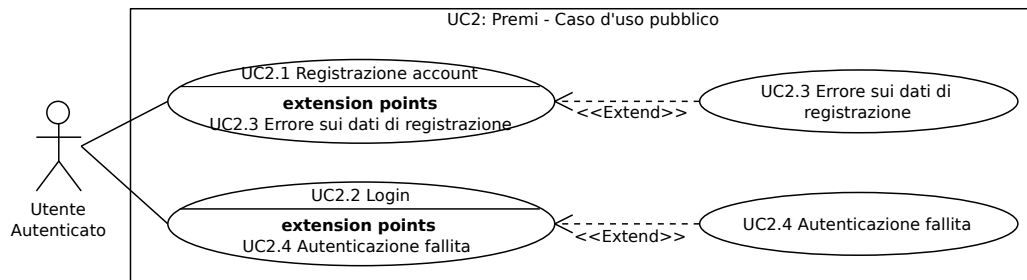 UC2: Premi - Caso d'uso pubblico
UC2.1 Registrazione account
extension points
UC2.3 Errore sui dati di registrazione
<<Extend>>
UC2.3 Errore sui dati di
registrazione
Utente
Autenticato
UC2.2 Login
extension points
UC2.4 Autenticazione fallita
<<Extend>>
UC2.4 Autenticazione fallita